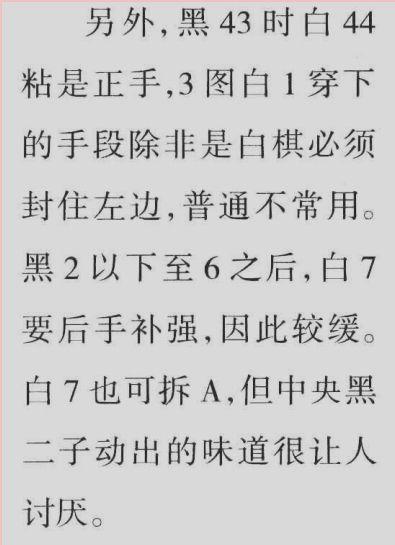 另外,黑 43 时白 44
粘是正手,3 图白 1 穿下
的手段除非是白棋必须
封住左边,普通不常用。
黑 2 以下至 6 之后,白 7
要后手补强,因此较缓。
白 7 也可拆 A,但中央黑
二子动出的味道很让人
讨厌。